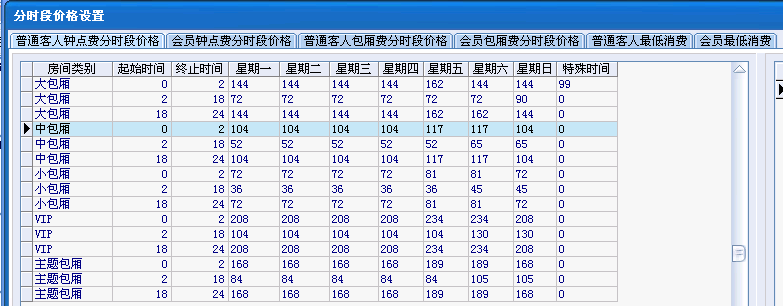 分时段价格设置
普通客人钟点费分时段价格 会员钟点费分时段价格 普通客人包厢费分时段价格 会员包厢费分时段价格 普通客人最低消费 会员最低消费
房间类别 起始时间 终止时间 星期一 星期二 星期三 星期四 星期五 星期六 星期日 特殊时间
大包厢 0 2 144 144 144 144 162 144 144 99
大包厢 2 18 72 72 72 72 72 72 90 0
大包厢 18 24 144 144 144 144 162 162 144 0
中包厢 0 2 104 104 104 104 117 117 104 0
中包厢 2 18 52 52 52 52 52 65 65 0
中包厢 18 24 104 104 104 104 117 117 104 0
小包厢 0 2 72 72 72 72 81 81 72 0
小包厢 2 18 36 36 36 36 36 45 45 0
小包厢 18 24 72 72 72 72 81 81 72 0
VIP 0 2 208 208 208 208 234 234 208 0
VIP 2 18 104 104 104 104 104 130 130 0
VIP 18 24 208 208 208 208 234 234 208 0
主题包厢 0 2 168 168 168 168 189 189 168 0
主题包厢 2 18 84 84 84 84 84 105 105 0
主题包厢 18 24 168 168 168 168 189 189 168 0